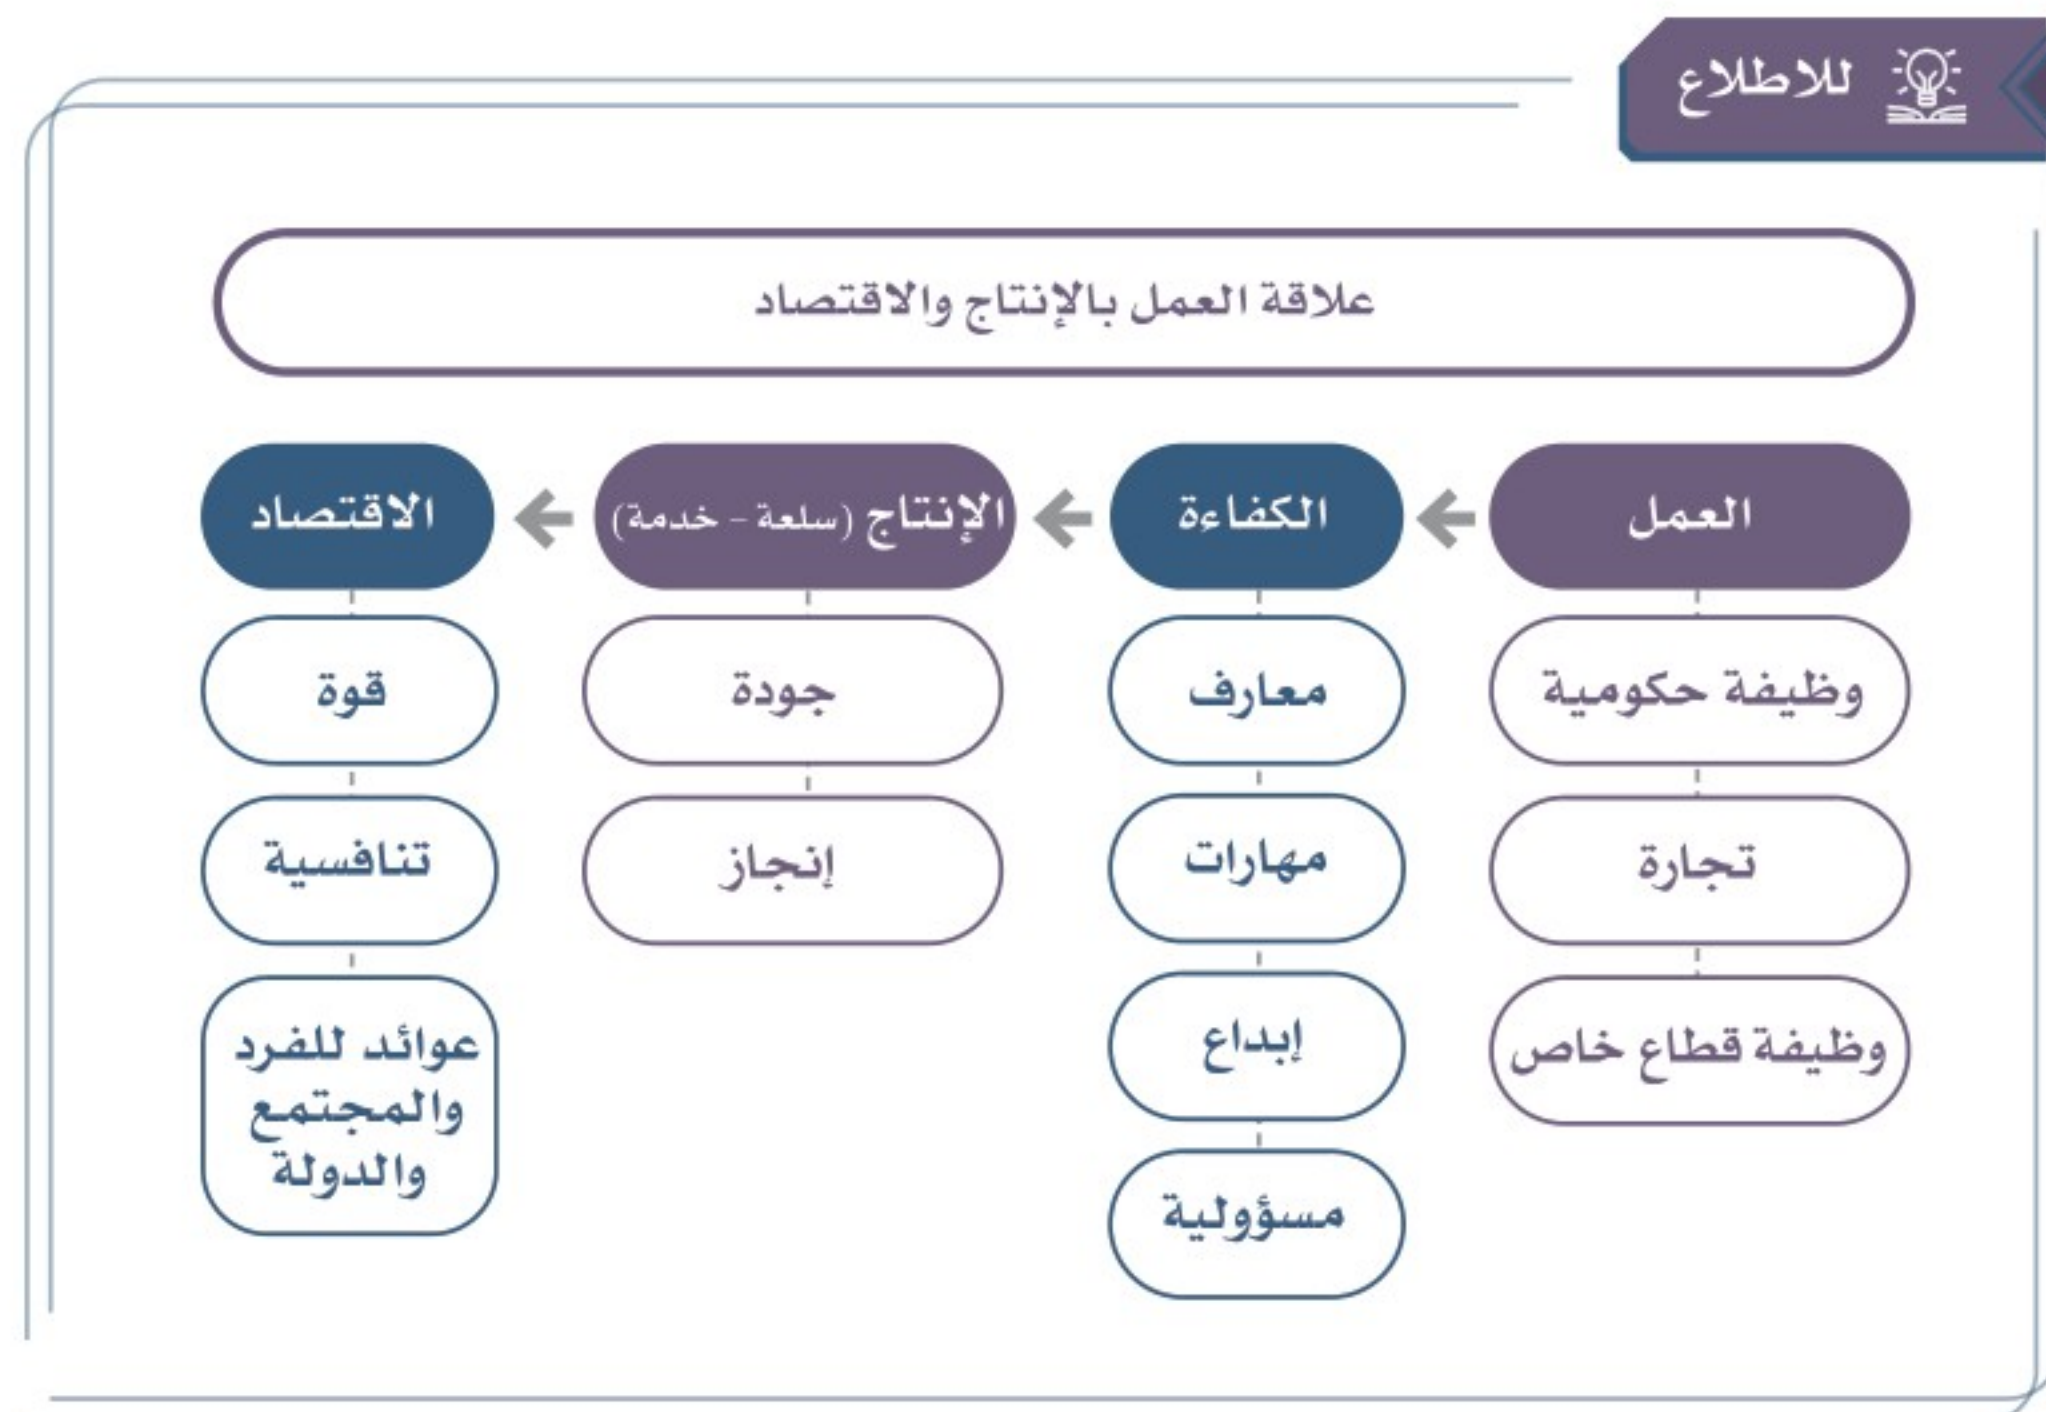 للاطلاع
علاقة العمل بالإنتاج والاقتصاد
العمل
الكفاءة
الإنتاج (سلعة - خدمة)
الاقتصاد
وظيفة حكومية
معارف
جودة
قوة
تجارة
مهارات
إنجاز
تنافسية
وظيفة قطاع خاص
إبداع
عوائد للفرد
والمجتمع
والدولة
مسؤولية